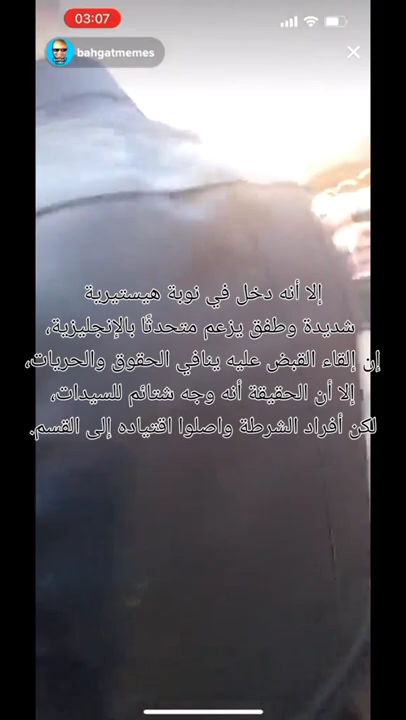 03:07
bahgatmemes
إلا أنه دخل في نوبة هيستيرية
شديدة وطفق يزعم متحدثًا بالإنجليزية،
إن إلقاء القبض عليه ينافي الحقوق والحريات،
إلا أن الحقيقة أنه وجه شتائم للسيدات،
لكن أفراد الشرطة واصلوا اقتياده إلى القسم.